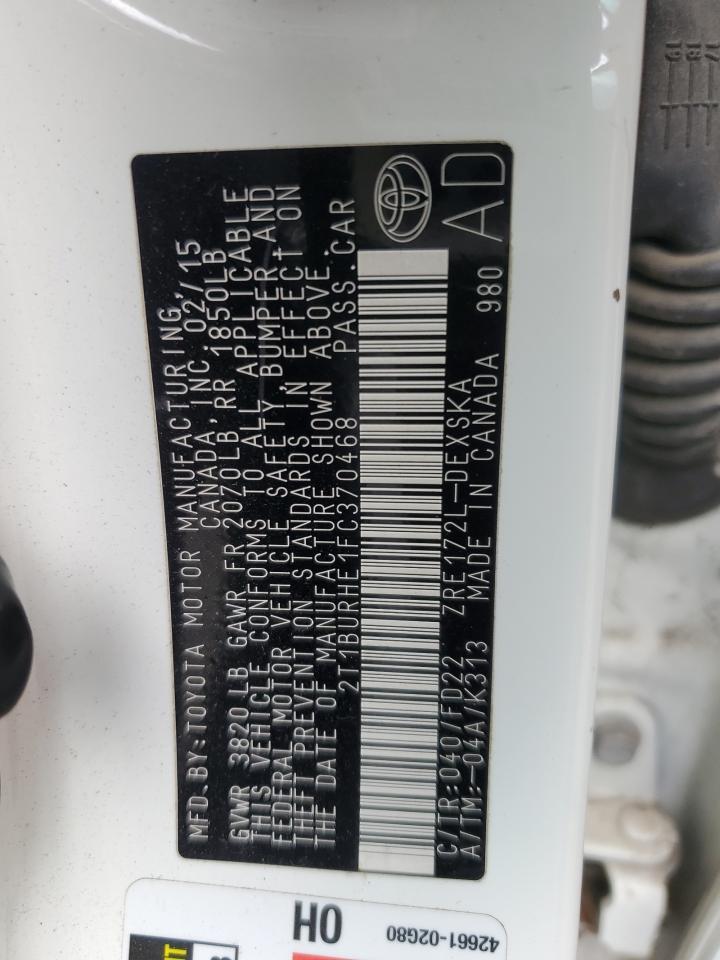 MFD.BY:TOYOTA MOTOR MANUFACTURING,
CANADA,INC. 02/15
GVWR 3820 LB GAWR FR 2070LB,RR 1850LB
THIS VEHICLE CONFORMS TO ALL APPLICABLE
FEDERAL MOTOR VEHICLE SAFETY,BUMPER,AND
THEFT PREVENTION STANDARDS IN EFFECT ON
THE DATE OF MANUFACTURE SHOWN ABOVE.
2T1BURHE1FC370468 PASS.CAR
C/TR:040/FD22 ZRE172L-DEXSKA
A/TM:-04A/K313 MADE IN CANADA 980
AD
OH
42661-02G80